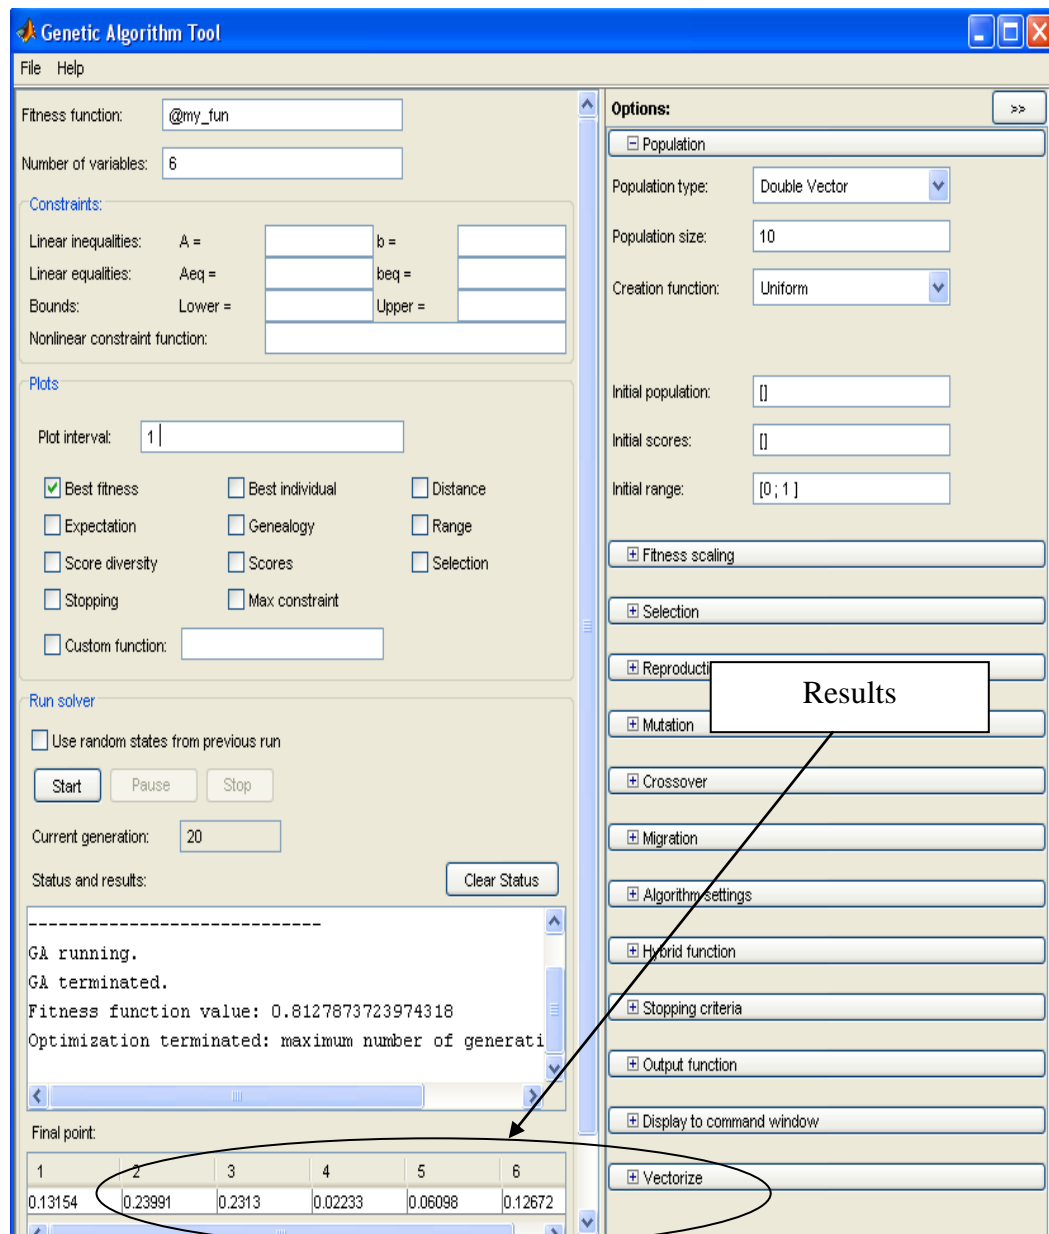 Genetic Algorithm Tool
File Help
Fitness function: @my_fun
Number of variables: 6
Constraints:
Linear inequalities: A = b =
Linear equalities: Aeq = beq =
Bounds: Lower = Upper =
Nonlinear constraint function:
Plots
Plot interval: 1
Best fitness Best individual Distance
Expectation Genealogy Range
Score diversity Scores Selection
Stopping Max constraint
Custom function:
Run solver
Use random states from previous run
Start Pause Stop
Current generation: 20
Status and results: Clear Status
------------------------------
GA running.
GA terminated.
Fitness function value: 0.8127873723974318
Optimization terminated: maximum number of generati
Final point:
1 2 3 4 5 6
0.13154 0.23991 0.2313 0.02233 0.06098 0.12672
Options: >>
Population
Population type: Double Vector
Population size: 10
Creation function: Uniform
Initial population: []
Initial scores: []
Initial range: [0 ; 1 ]
Fitness scaling
Selection
Reproducti
Results
Mutation
Crossover
Migration
Algorithm settings
Hybrid function
Stopping criteria
Output function
Display to command window
Vectorize